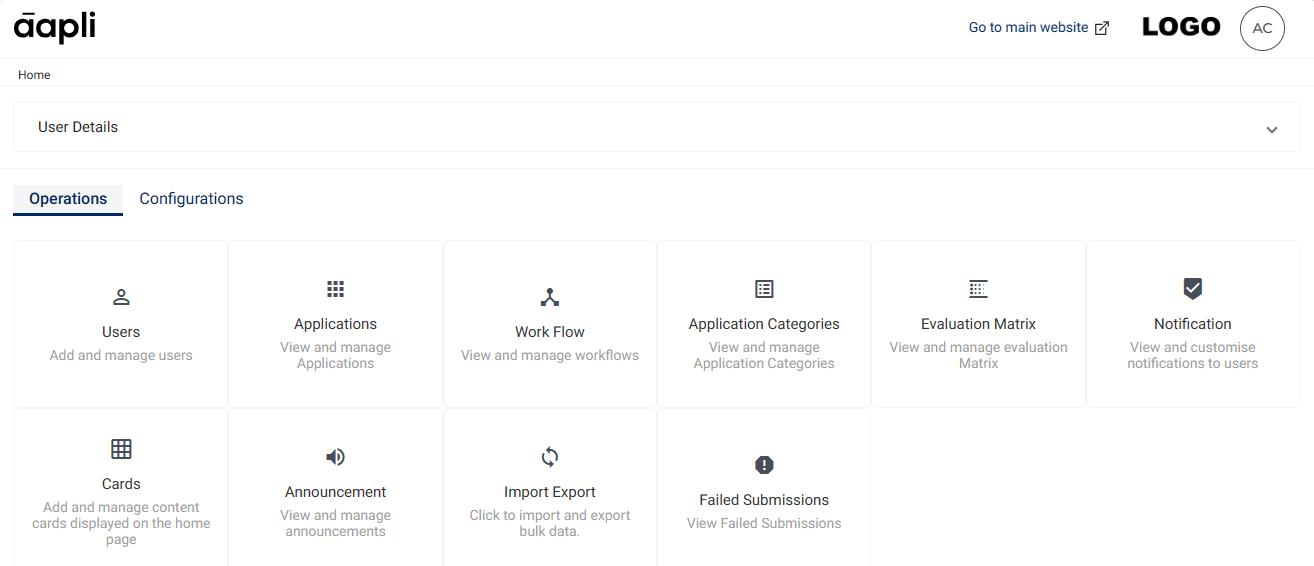 āapli
Go to main website
LOGO
AC
Home
User Details
Operations
Configurations
Users
Add and manage users
Applications
View and manage
Applications
Work Flow
View and manage workflows
Application Categories
View and manage
Application Categories
Evaluation Matrix
View and manage evaluation
Matrix
Notification
View and customise
notifications to users
Cards
Add and manage content
cards displayed on the home
page
Announcement
View and manage
announcements
Import Export
Click to import and export
bulk data.
Failed Submissions
View Failed Submissions